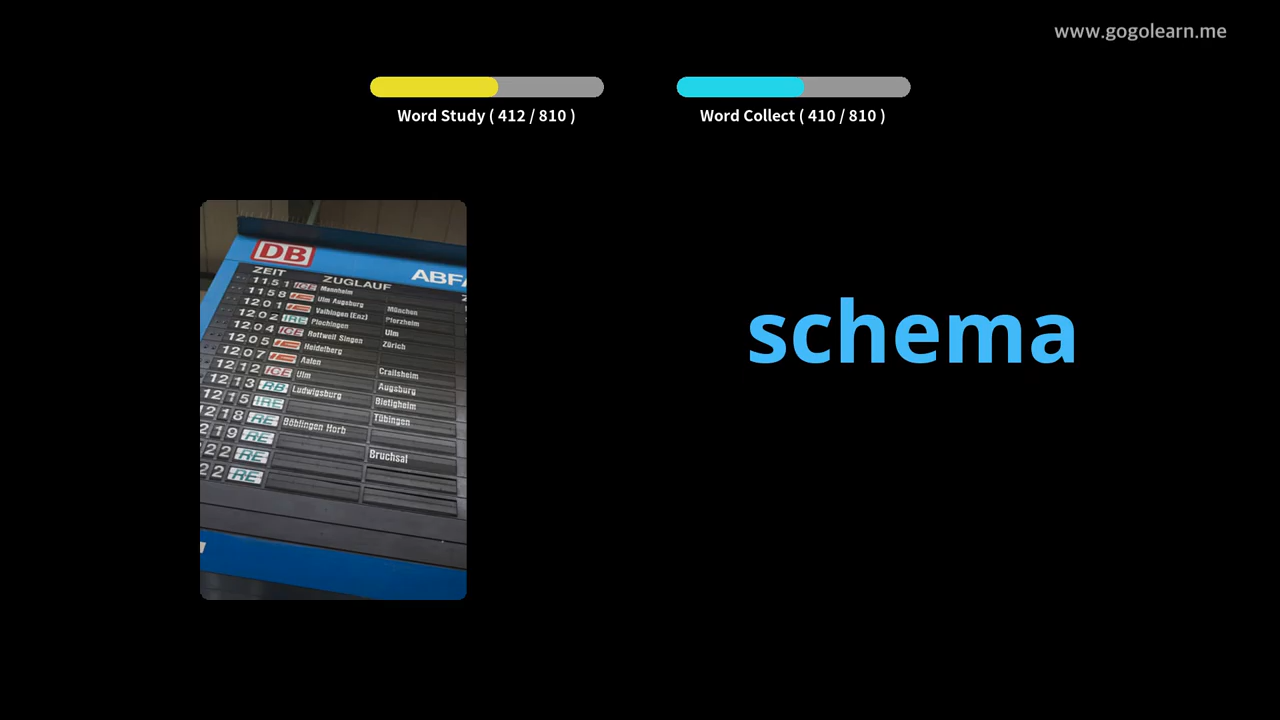 www.gogolearn.me
Word Study ( 412 / 810 )
Word Collect ( 410 / 810 )
DB
ZEIT ZUGLAUF
1151 ICE Mannheim
1158 Ulm Augsburg München
1201 Vaihingen (Enz) Pforzheim
1202 IRE Plochingen Ulm
1204 ICE Rottweil Singen Zürich
1205 Heidelberg
1207 Aalen Crailsheim
1212 ICE Ulm Augsburg
1213 RB Ludwigsburg Bietigheim
1215 IRE Tübingen
1218 RE Böblingen Horb
219 RE
22 RE Bruchsal
22 RE
schema